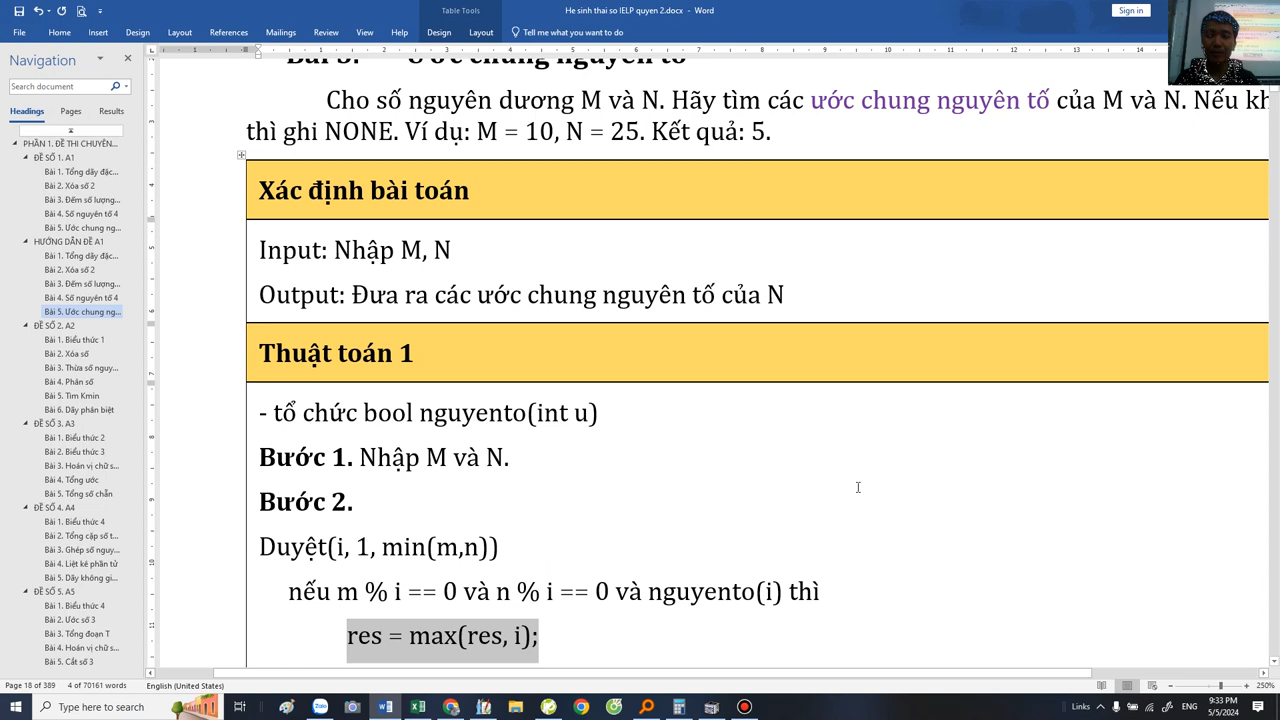 Table Tools
He sinh thai so IELP quyen 2.docx - Word
Sign in
File Home Insert Draw Design Layout References Mailings Review View Help Design Layout Tell me what you want to do
Navigation
Search document
Headings Pages Results
PHẦN 1. ĐỀ THI CHUYÊN...
ĐỀ SỐ 1. A1
Bài 1. Tổng dãy đặc...
Bài 2. Xóa số 2
Bài 3. Đếm số lượng...
Bài 4. Số nguyên tố 4
Bài 5. Ước chung ng...
HƯỚNG DẪN ĐỀ A1
Bài 1. Tổng dãy đặc...
Bài 2. Xóa số 2
Bài 3. Đếm số lượng...
Bài 4. Số nguyên tố 4
Bài 5. Ước chung ng...
ĐỀ SỐ 2. A2
Bài 1. Biểu thức 1
Bài 2. Xóa số
Bài 3. Thừa số nguy...
Bài 4. Phân số
Bài 5. Tìm Kmin
Bài 6. Dãy phân biệt
ĐỀ SỐ 3. A3
Bài 1. Biểu thức 2
Bài 2. Biểu thức 3
Bài 3. Hoán vị chữ s...
Bài 4. Tổng ước
Bài 5. Tổng số chẵn
ĐỀ SỐ 4. A4
Bài 1. Biểu thức 4
Bài 2. Tổng cặp số t...
Bài 3. Ghép số nguy...
Bài 4. Liệt kê phần tử
Bài 5. Dãy không gi...
ĐỀ SỐ 5. A5
Bài 2. Ước số 3
Bài 3. Tổng đoạn T
Bài 4. Hoán vị chữ s...
Bài 5. Cắt số 3
Bài 5. Ước chung nguyên tố
Cho số nguyên dương M và N. Hãy tìm các ước chung nguyên tố của M và N. Nếu kh
thì ghi NONE. Ví dụ: M = 10, N = 25. Kết quả: 5.
Xác định bài toán
Input: Nhập M, N
Output: Đưa ra các ước chung nguyên tố của N
Thuật toán 1
- tổ chức bool nguyento(int u)
Bước 1. Nhập M và N.
Bước 2.
Duyệt(i, 1, min(m,n))
nếu m % i == 0 và n % i == 0 và nguyento(i) thì
res = max(res, i);
Page 18 of 389 4 of 70161 words English (United States) 250%
Type here to search
Zalo
ENG
9:33 PM
5/5/2024